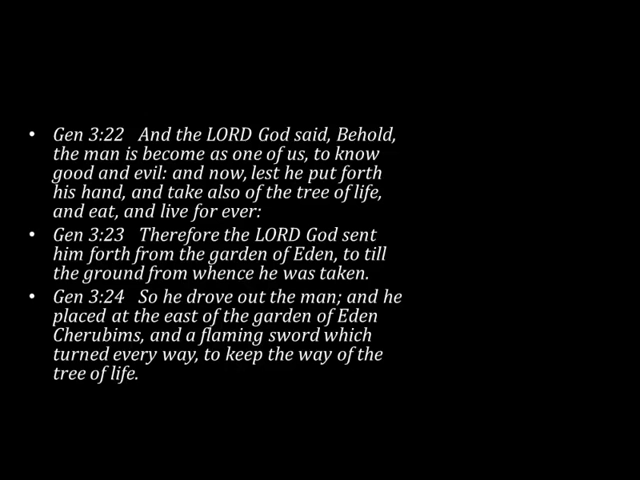 • Gen 3:22 And the LORD God said, Behold,
the man is become as one of us, to know
good and evil: and now, lest he put forth
his hand, and take also of the tree of life,
and eat, and live for ever:
• Gen 3:23 Therefore the LORD God sent
him forth from the garden of Eden, to till
the ground from whence he was taken.
• Gen 3:24 So he drove out the man; and he
placed at the east of the garden of Eden
Cherubims, and a flaming sword which
turned every way, to keep the way of the
tree of life.